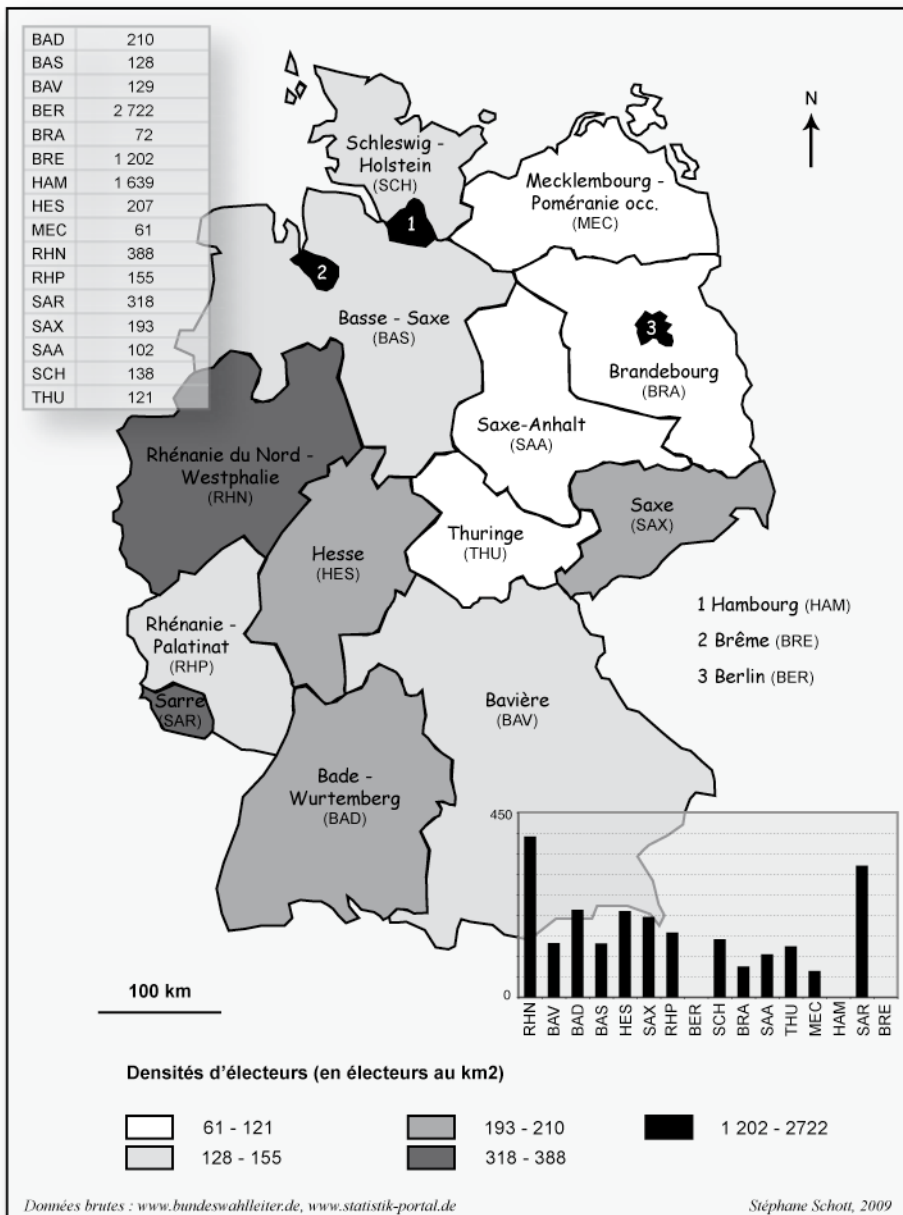 BAD 210
BAS 128
BAV 129
BER 2 722
BRA 72
BRE 1 202
HAM 1 639
HES 207
MEC 61
RHN 388
RHP 155
SAR 318
SAX 193
SAA 102
SCH 138
THU 121
N
Schleswig -
Holstein
(SCH)
Mecklembourg -
Poméranie occ.
(MEC)
1
2
3
Basse - Saxe
(BAS)
Brandebourg
(BRA)
Saxe-Anhalt
(SAA)
Rhénanie du Nord -
Westphalie
(RHN)
Saxe
(SAX)
Thuringe
(THU)
Hesse
(HES)
Rhénanie -
Palatinat
(RHP)
Sarre
(SAR)
Bavière
(BAV)
Bade -
Wurtemberg
(BAD)
1 Hambourg (HAM)
2 Brême (BRE)
3 Berlin (BER)
450
0
RHN BAV BAD BAS HES SAX RHP BER SCH BRA SAA THU MEC HAM SAR BRE
100 km
Densités d'électeurs (en électeurs au km2)
61 - 121
193 - 210
1 202 - 2722
128 - 155
318 - 388
Données brutes : www.bundeswahlleiter.de, www.statistik-portal.de
Stéphane Schott, 2009